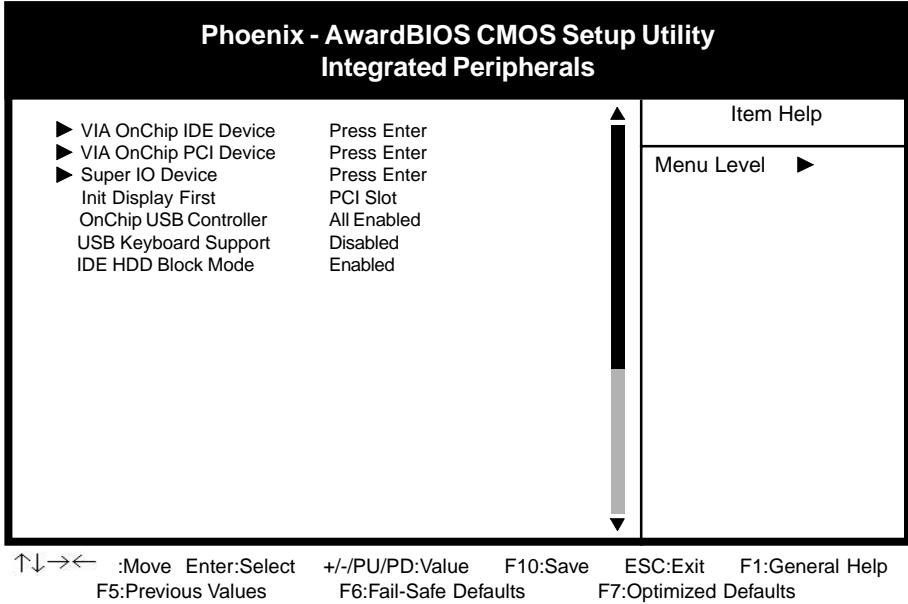 Phoenix - AwardBIOS CMOS Setup Utility
Integrated Peripherals
▶ VIA OnChip IDE Device Press Enter
▶ VIA OnChip PCI Device Press Enter
▶ Super IO Device Press Enter
Init Display First PCI Slot
OnChip USB Controller All Enabled
USB Keyboard Support Disabled
IDE HDD Block Mode Enabled
Item Help
Menu Level ▶
↑↓→← :Move Enter:Select +/-/PU/PD:Value F10:Save ESC:Exit F1:General Help
F5:Previous Values F6:Fail-Safe Defaults F7:Optimized Defaults